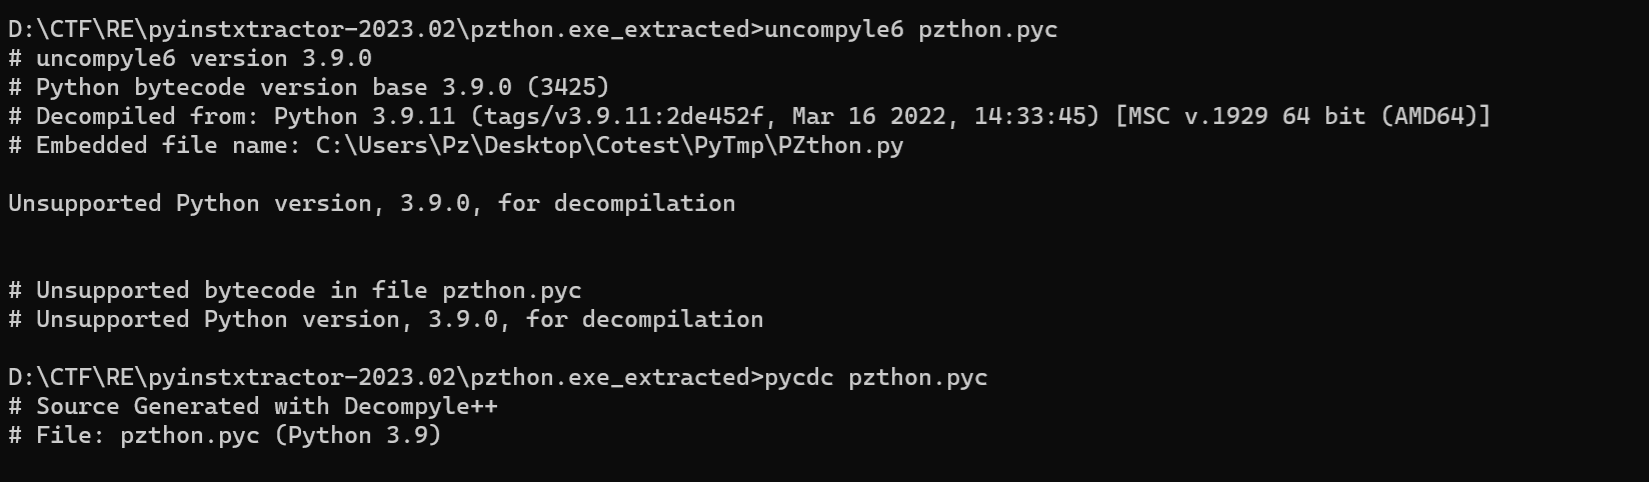 D:\CTF\RE\pyinstxtractor-2023.02\pzthon.exe_extracted>uncompyle6 pzthon.pyc
# uncompyle6 version 3.9.0
# Python bytecode version base 3.9.0 (3425)
# Decompiled from: Python 3.9.11 (tags/v3.9.11:2de452f, Mar 16 2022, 14:33:45) [MSC v.1929 64 bit (AMD64)]
# Embedded file name: C:\Users\Pz\Desktop\Cotest\PyTmp\PZthon.py
Unsupported Python version, 3.9.0, for decompilation
# Unsupported bytecode in file pzthon.pyc
# Unsupported Python version, 3.9.0, for decompilation
D:\CTF\RE\pyinstxtractor-2023.02\pzthon.exe_extracted>pycdc pzthon.pyc
# Source Generated with Decompyle++
# File: pzthon.pyc (Python 3.9)